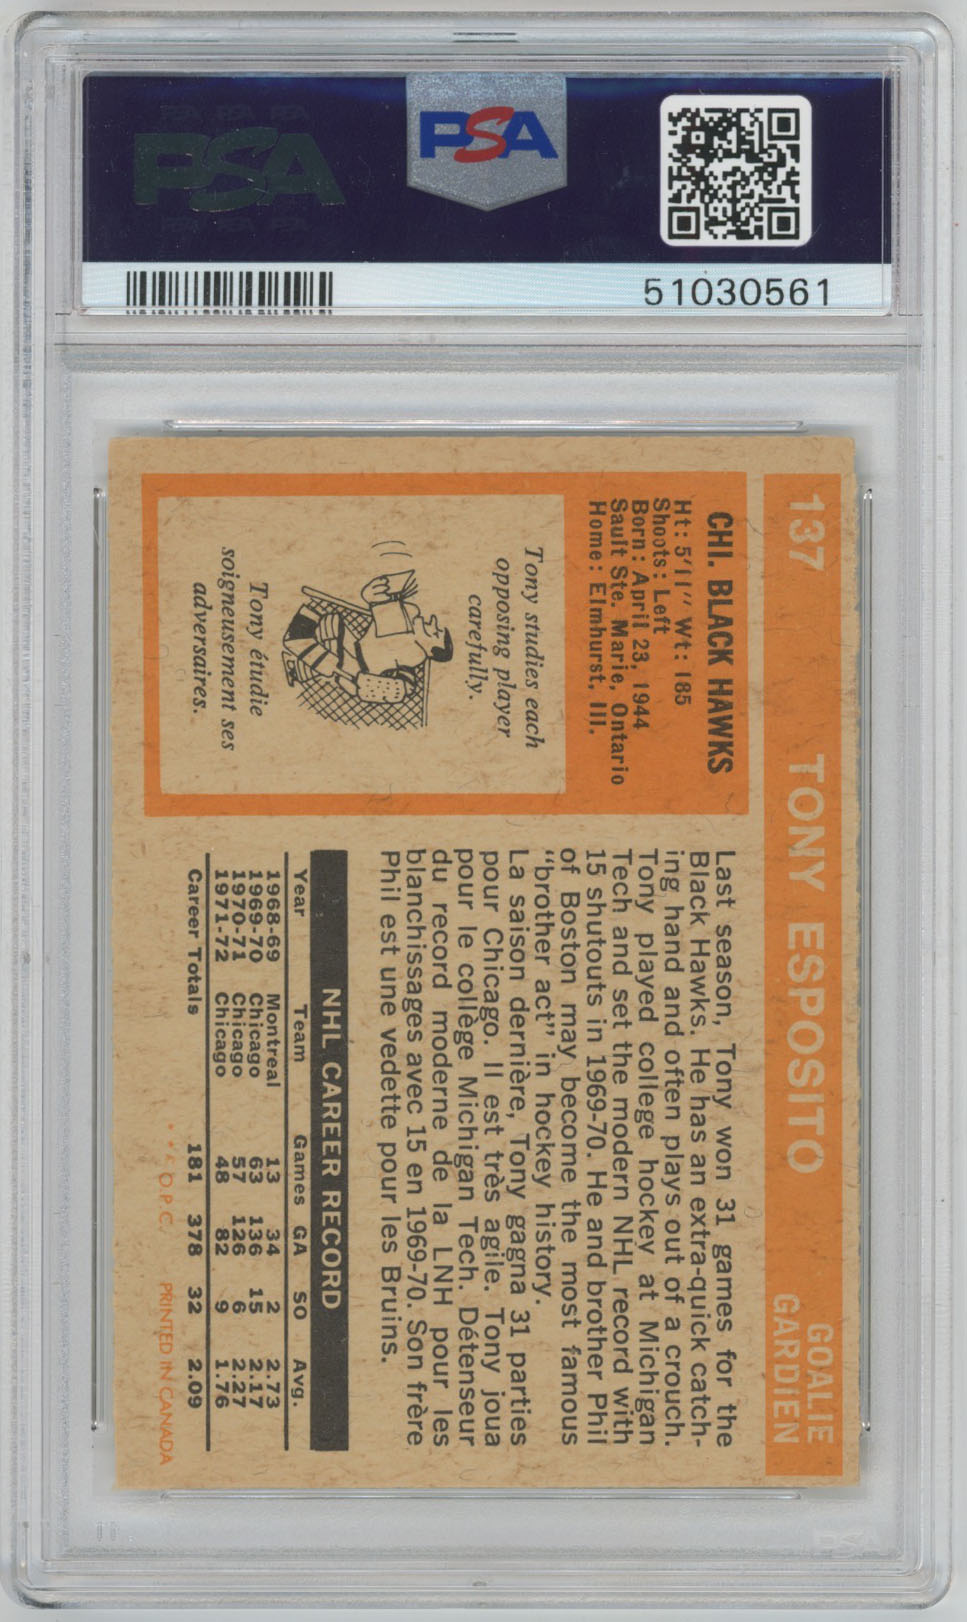 PSA PSA PSA
PSA
PSA PSA PSA
PSA
51030561
137 TONY ESPOSITO GOALIE
GARDIEN
CHI. BLACK HAWKS
Ht: 5'11" Wt: 185
Shoots: Left
Born: April 23, 1944
Sault Ste. Marie, Ontario
Home: Elmhurst, Ill.
Tony studies each
opposing player
carefully.
Tony étudie
soigneusement ses
adversaires.
Last season, Tony won 31 games for the
Black Hawks. He has an extra-quick catch-
ing hand and often plays out of a crouch.
Tony played college hockey at Michigan
Tech and set the modern NHL record with
15 shutouts in 1969-70. He and brother Phil
of Boston may become the most famous
"brother act" in hockey history.
La saison dernière, Tony gagna 31 parties
pour Chicago. Il est très agile. Tony joua
pour le collège Michigan Tech. Détenseur
du record moderne de la LNH pour les
blanchissages avec 15 en 1969-70. Son frère
Phil est une vedette pour les Bruins.
NHL CAREER RECORD
Year Team Games GA SO Avg.
1968-69 Montreal 13 34 2 2.73
1969-70 Chicago 63 136 15 2.17
1970-71 Chicago 57 126 6 2.27
1971-72 Chicago 48 82 9 1.76
Career Totals 181 378 32 2.09
O.P.C. PRINTED IN CANADA
PSA